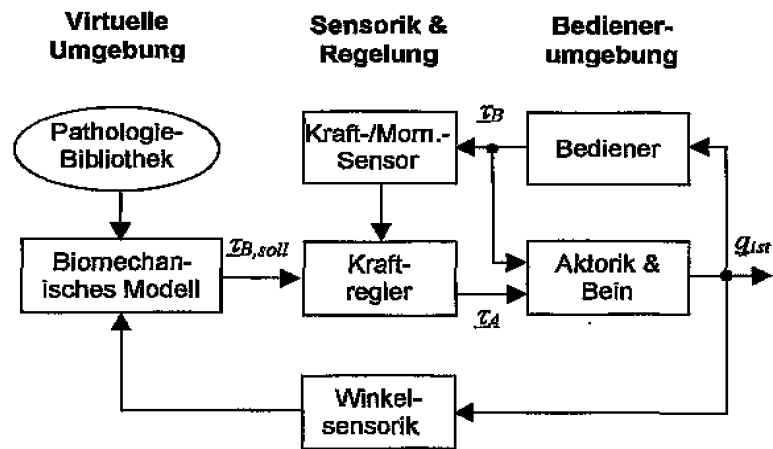 Virtuelle
Umgebung
Sensorik &
Regelung
Bediener-
umgebung
Pathologie-
Bibliothek
Kraft-/Mom.-
Sensor
τB
Bediener
Biomechan-
isches Modell
τB,soll
Kraft-
regler
τA
Aktorik &
Bein
qist
Winkel-
sensorik